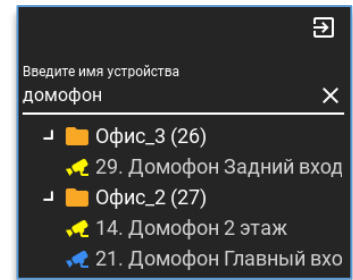 Введите имя устройства
домофон
Офис_3 (26)
29. Домофон Задний вход
Офис_2 (27)
14. Домофон 2 этаж
21. Домофон Главный вхо